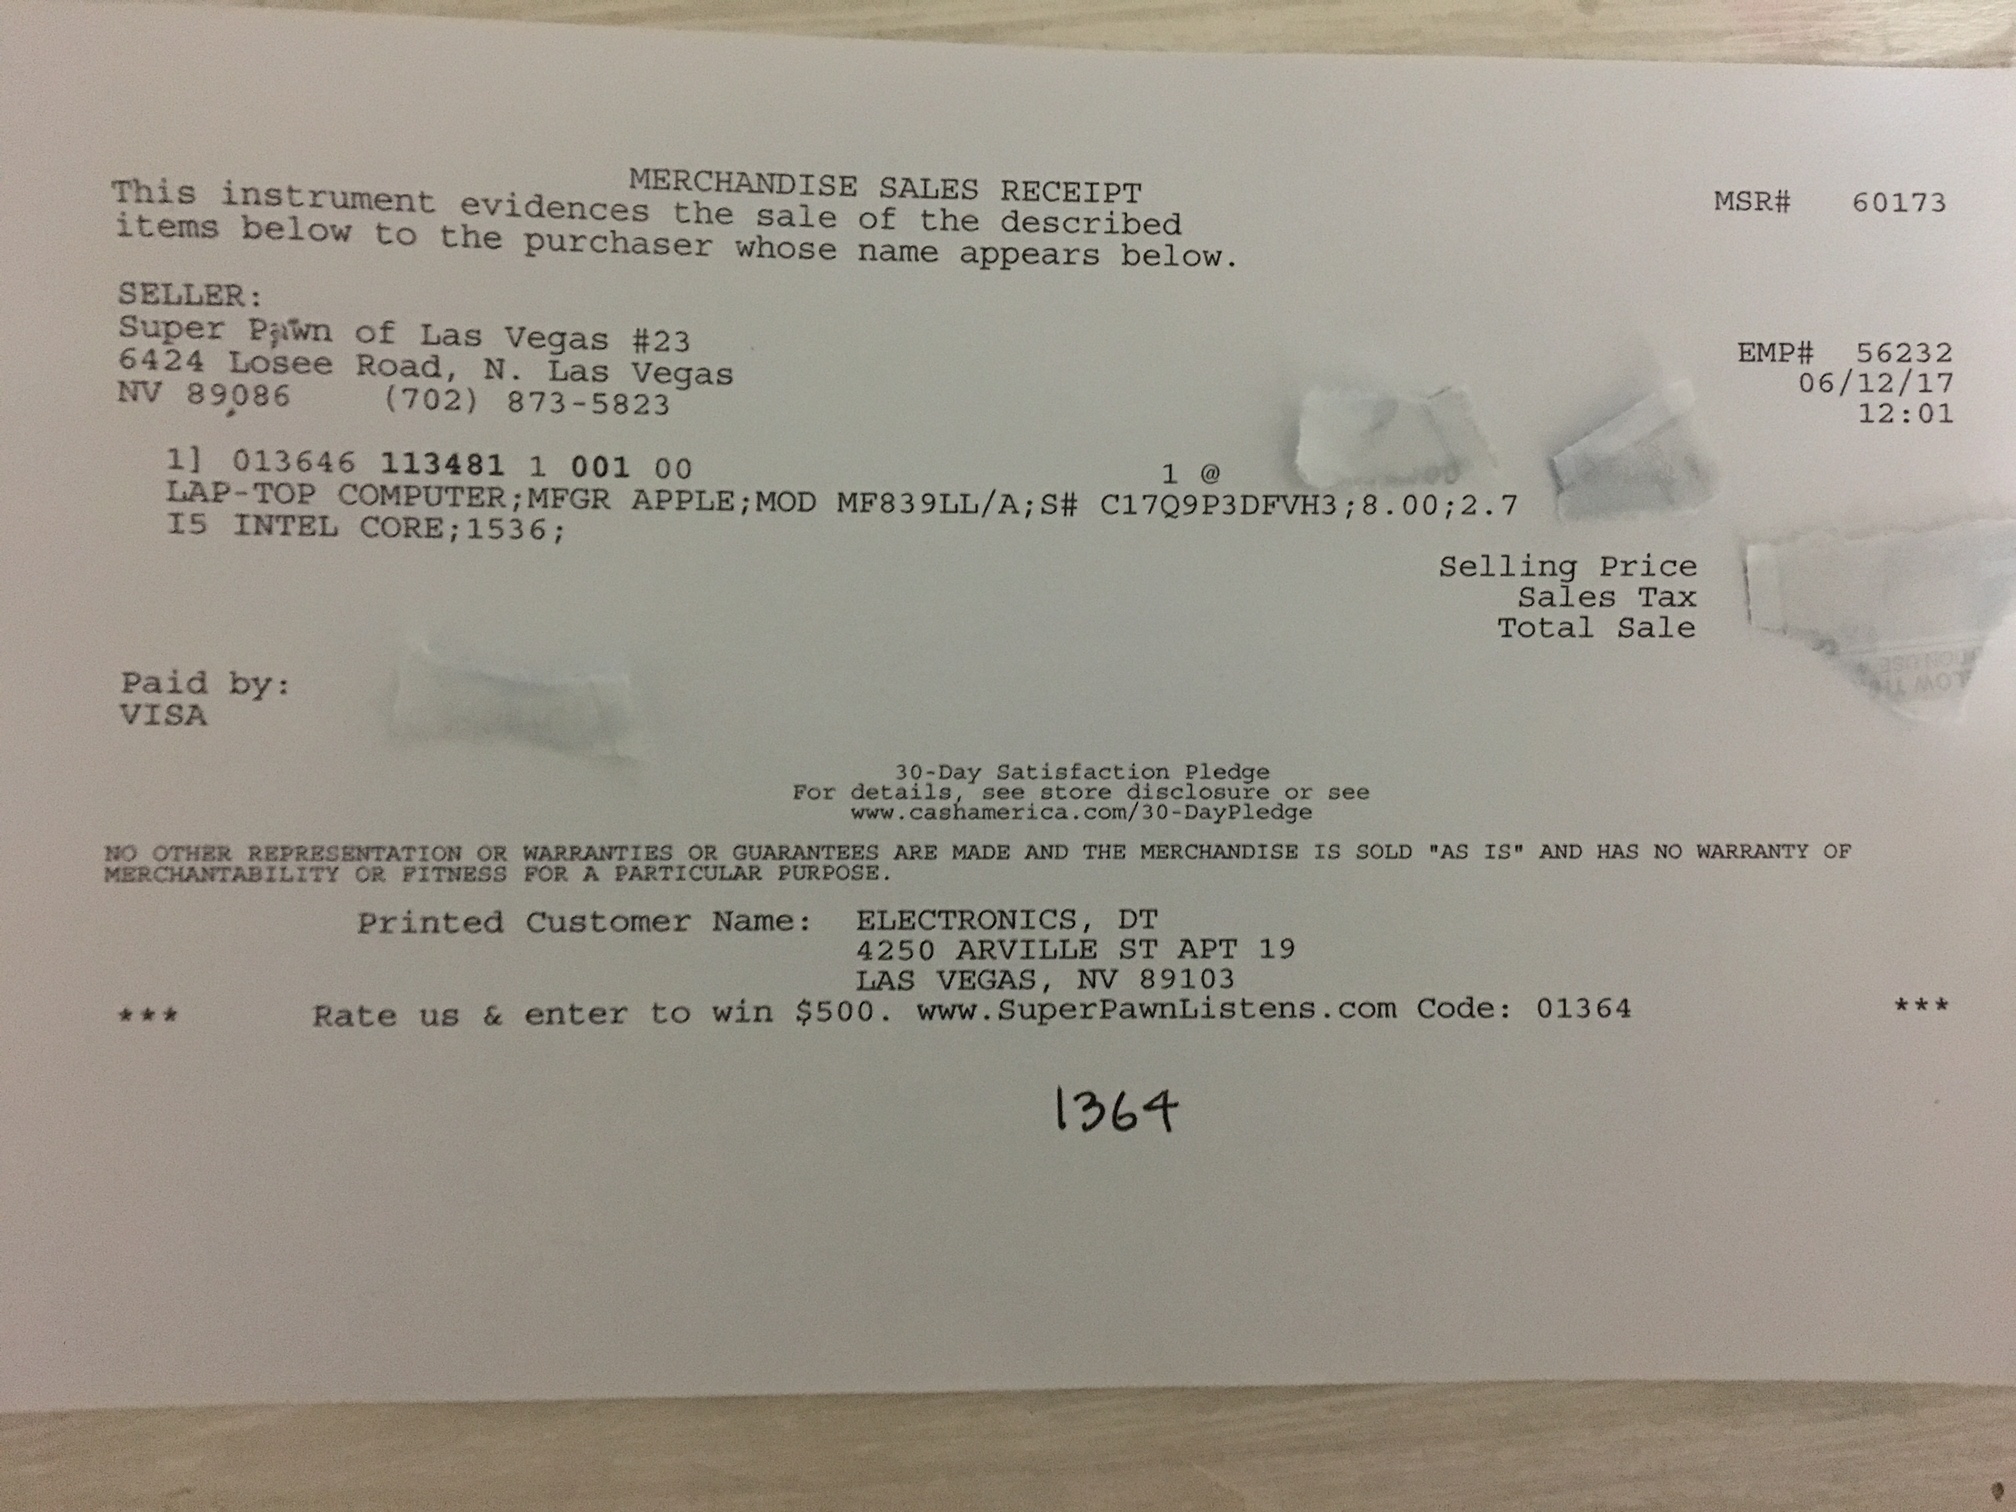 MERCHANDISE SALES RECEIPT
This instrument evidences the sale of the described
items below to the purchaser whose name appears below.
MSR# 60173
SELLER:
Super Pawn of Las Vegas #23
6424 Losee Road, N. Las Vegas
NV 89086 (702) 873-5823
EMP# 56232
06/12/17
12:01
1] 013646 113481 1 001 00 1 @
LAP-TOP COMPUTER;MFGR APPLE;MOD MF839LL/A;S# C17Q9P3DFVH3;8.00;2.7
I5 INTEL CORE;1536;
Selling Price
Sales Tax
Total Sale
Paid by:
VISA
30-Day Satisfaction Pledge
For details, see store disclosure or see
www.cashamerica.com/30-DayPledge
NO OTHER REPRESENTATION OR WARRANTIES OR GUARANTEES ARE MADE AND THE MERCHANDISE IS SOLD "AS IS" AND HAS NO WARRANTY OF
MERCHANTABILITY OR FITNESS FOR A PARTICULAR PURPOSE.
Printed Customer Name: ELECTRONICS, DT
4250 ARVILLE ST APT 19
LAS VEGAS, NV 89103
*** Rate us & enter to win $500. www.SuperPawnListens.com Code: 01364 ***
1364